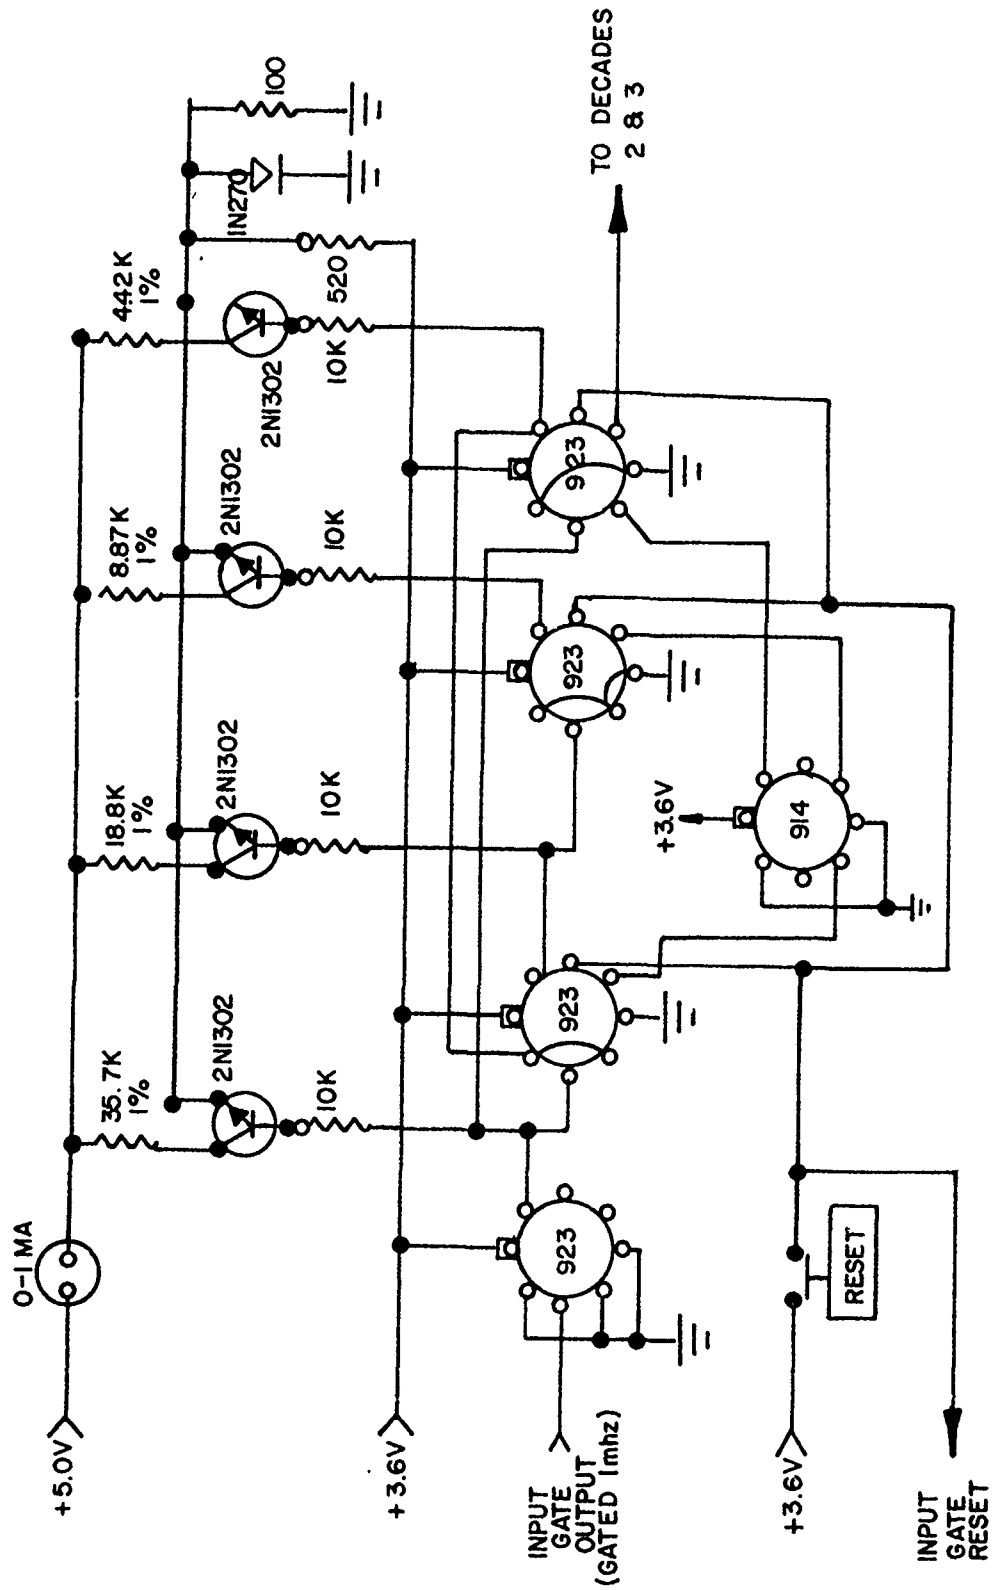 0-1 MA
+5.0V
35.7K
1%
18.8K
1%
8.87K
1%
442K
1%
2N1302
2N1302
2N1302
2N1302
1N270
100
10K
10K
10K
10K
520
+3.6V
923
923
923
923
INPUT
GATE
OUTPUT
(GATED 1mhz)
TO DECADES
2 & 3
+3.6V
914
+3.6V
RESET
INPUT
GATE
RESET